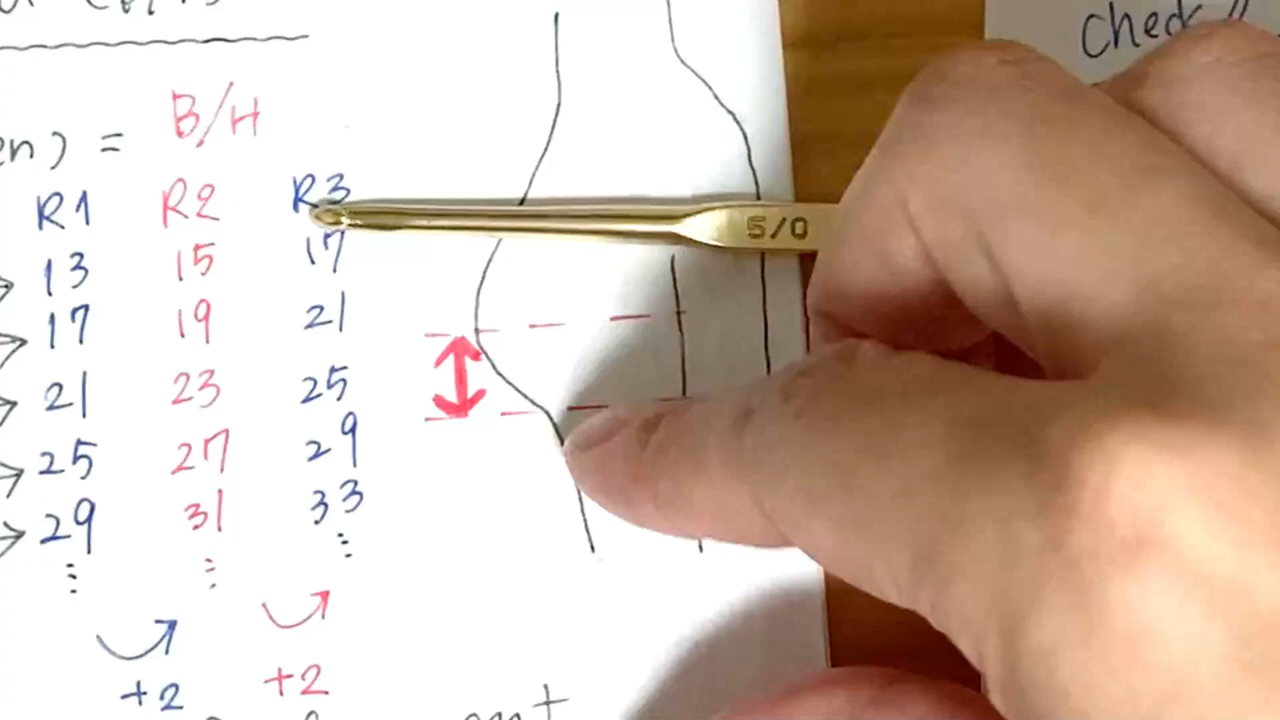 Check
B/H
en) =
R1 R2 R3
13 15 17
17 19 21
21 23 25
25 27 29
29 31 33
+2 +2
5/0